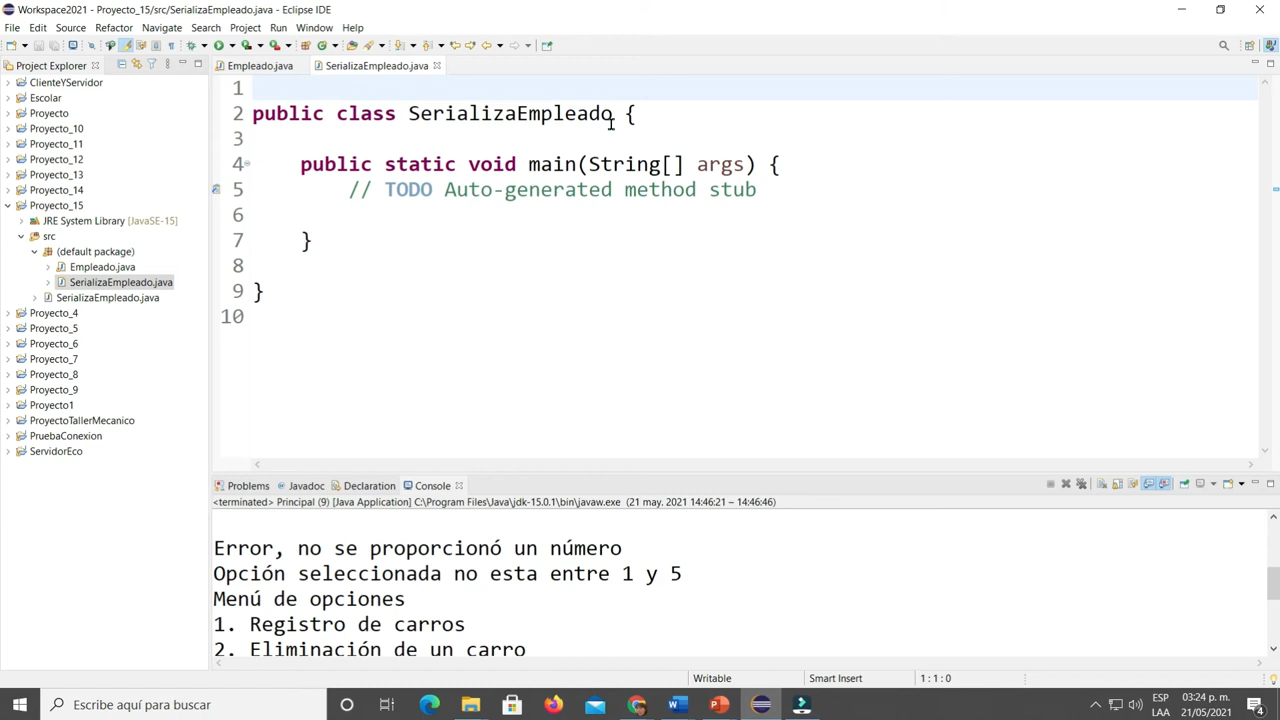 Workspace2021 - Proyecto_15/src/SerializaEmpleado.java - Eclipse IDE
File Edit Source Refactor Navigate Search Project Run Window Help
Project Explorer
Empleado.java
SerializaEmpleado.java
ClienteYServidor
Escolar
Proyecto
Proyecto_10
Proyecto_11
Proyecto_12
Proyecto_13
Proyecto_14
Proyecto_15
JRE System Library [JavaSE-15]
src
(default package)
Empleado.java
SerializaEmpleado.java
SerializaEmpleado.java
Proyecto_4
Proyecto_5
Proyecto_6
Proyecto_7
Proyecto_8
Proyecto_9
Proyecto1
ProyectoTallerMecanico
PruebaConexion
ServidorEco
1
2 public class SerializaEmpleado {
3
4 public static void main(String[] args) {
5 // TODO Auto-generated method stub
6
7 }
8
9 }
10
Problems Javadoc Declaration Console
<terminated> Principal (9) [Java Application] C:\Program Files\Java\jdk-15.0.1\bin\javaw.exe (21 may. 2021 14:46:21 – 14:46:46)
Error, no se proporcionó un número
Opción seleccionada no esta entre 1 y 5
Menú de opciones
1. Registro de carros
2. Eliminación de un carro
Writable Smart Insert 1 : 1 : 0
Escribe aquí para buscar
ESP 03:24 p. m.
LAA 21/05/2021
4